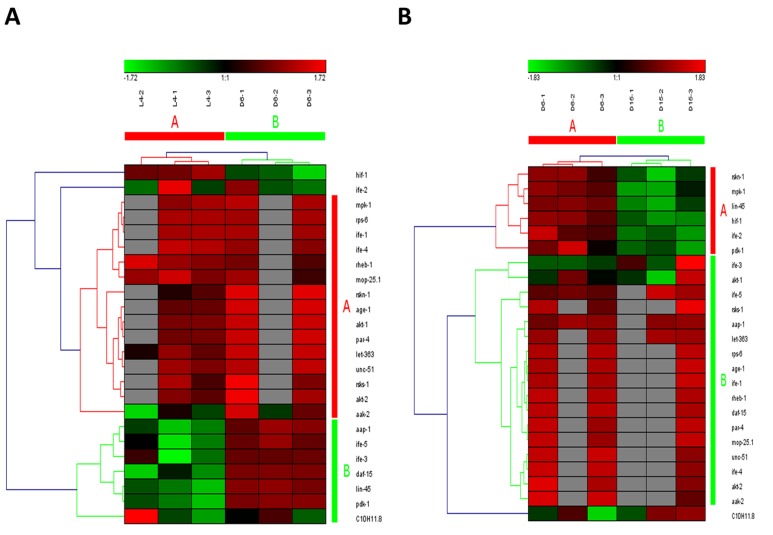 A
-1.72
1:1
1.72
L4-2
L4-1
L4-3
D6-1
D6-2
D6-3
A
B
hif-1
ife-2
mpk-1
rps-6
ife-1
ife-4
rheb-1
mop-25.1
nkn-1
age-1
akt-1
par-4
let-363
unc-51
rsks-1
akt-2
aak-2
aap-1
ife-5
ife-3
daf-15
lin-45
pdk-1
C10H11.8
A
B
B
-1.83
1:1
1.83
D6-1
D6-2
D6-3
D15-1
D15-2
D15-3
A
B
nkn-1
mpk-1
lin-45
hif-1
ife-2
pdk-1
ife-3
akt-1
ife-5
rsks-1
aap-1
let-363
rps-6
age-1
ife-1
rheb-1
daf-15
par-4
mop-25.1
unc-51
ife-4
akt-2
aak-2
C10H11.8
A
B